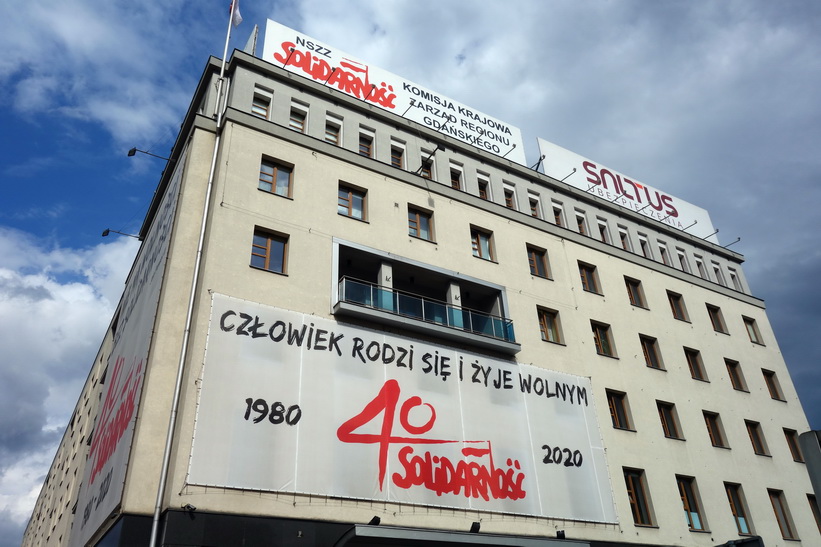 NSZZ
SOLiDARNOŚĆ
KOMISJA KRAJOWA
ZARZĄD REGIONU
GDAŃSKIEGO
SALTUS
UBEZPIECZENIA
CZŁOWIEK RODZI SIĘ I ŻYJE WOLNYM
1980
40
SOLiDARNOŚĆ
2020